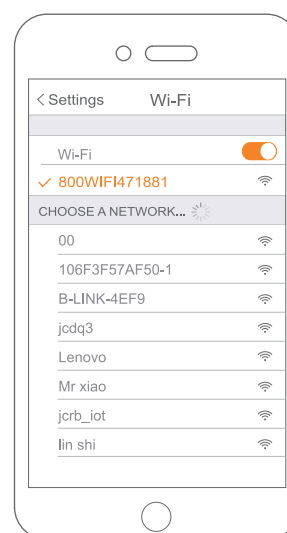 Settings Wi-Fi
Wi-Fi
800WIFI471881
CHOOSE A NETWORK...
00
106F3F57AF50-1
B-LINK-4EF9
jcdq3
Lenovo
Mr xiao
jcrb_iot
lin shi